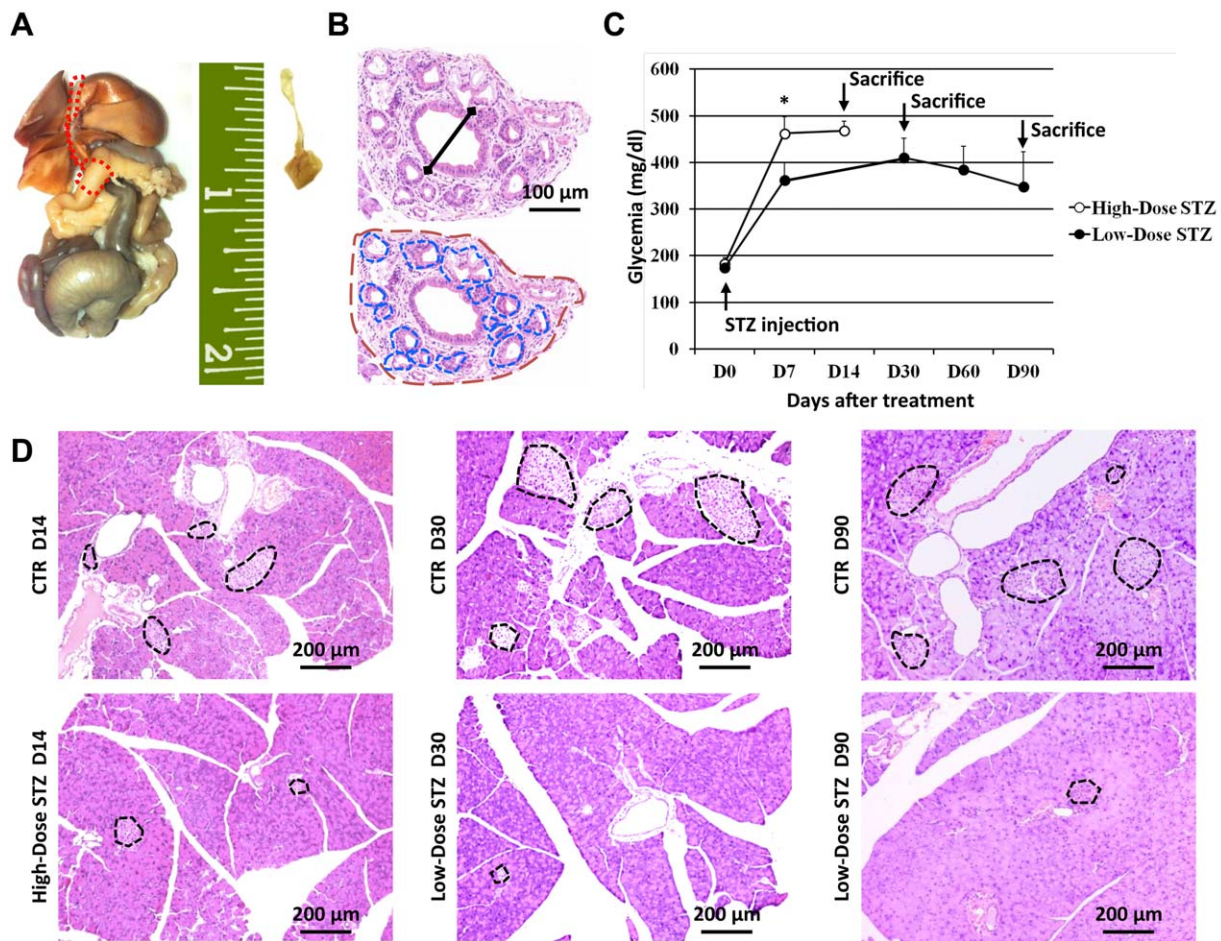 A
1
2
B
100 µm
C
600
500
400
300
200
100
0
Glycemia (mg/dl)
*
Sacrifice
Sacrifice
Sacrifice
STZ injection
High-Dose STZ
Low-Dose STZ
D0 D7 D14 D30 D60 D90
Days after treatment
D
CTR D14
200 µm
CTR D30
200 µm
CTR D90
200 µm
High-Dose STZ D14
200 µm
Low-Dose STZ D30
200 µm
Low-Dose STZ D90
200 µm